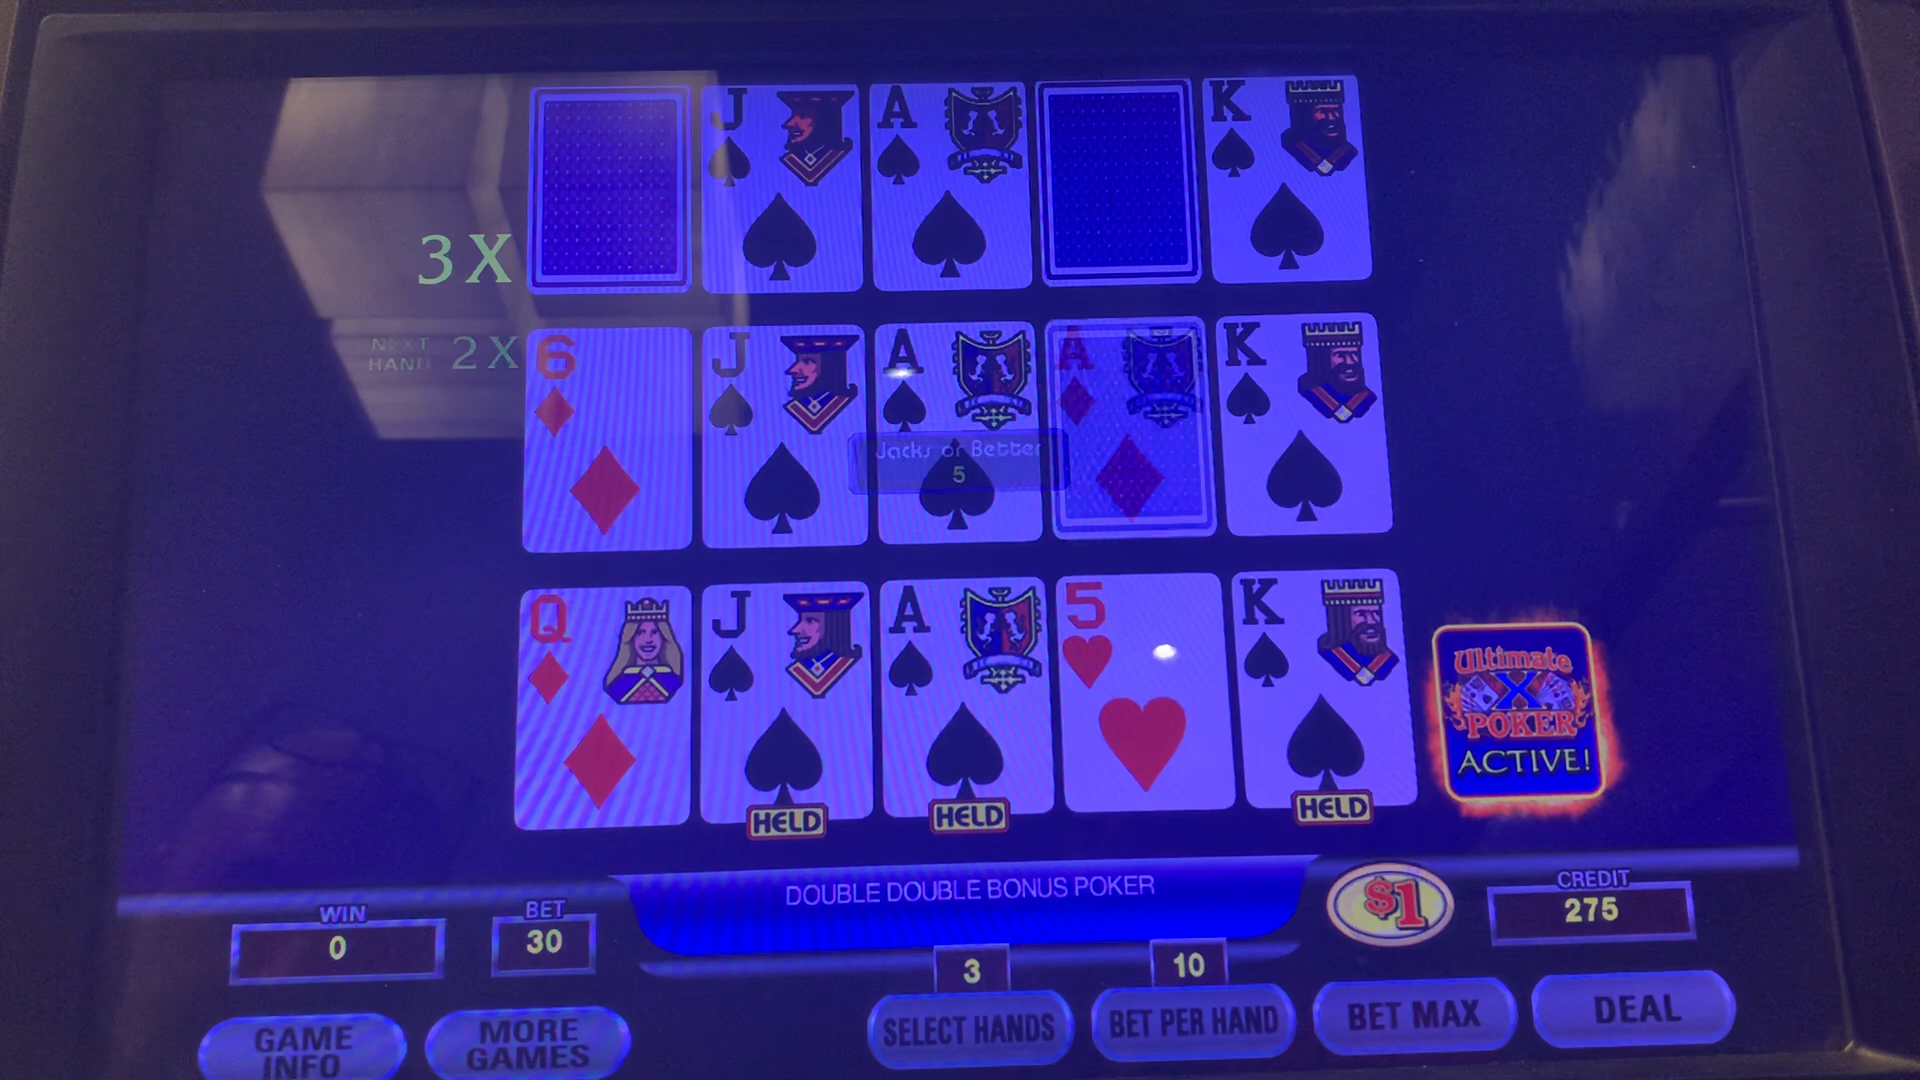 J A K
3X
NEXT
HAND 2X
6 J A A K
Jacks or Better
5
Q J A 5 K
HELD HELD HELD
Ultimate
X
POKER
ACTIVE!
DOUBLE DOUBLE BONUS POKER
$1
WIN
0
BET
30
CREDIT
275
3
10
GAME
INFO
MORE
GAMES
SELECT HANDS
BET PER HAND
BET MAX
DEAL